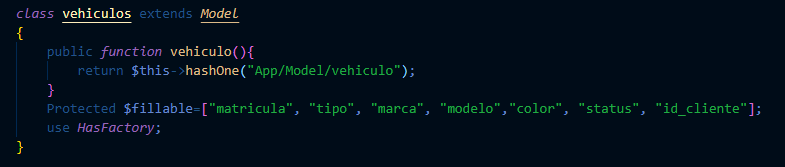 class vehiculos extends Model
{
    public function vehiculo(){
        return $this->hashOne("App/Model/vehiculo");
    }
    Protected $fillable=["matricula", "tipo", "marca", "modelo","color", "status", "id_cliente"];
    use HasFactory;
}